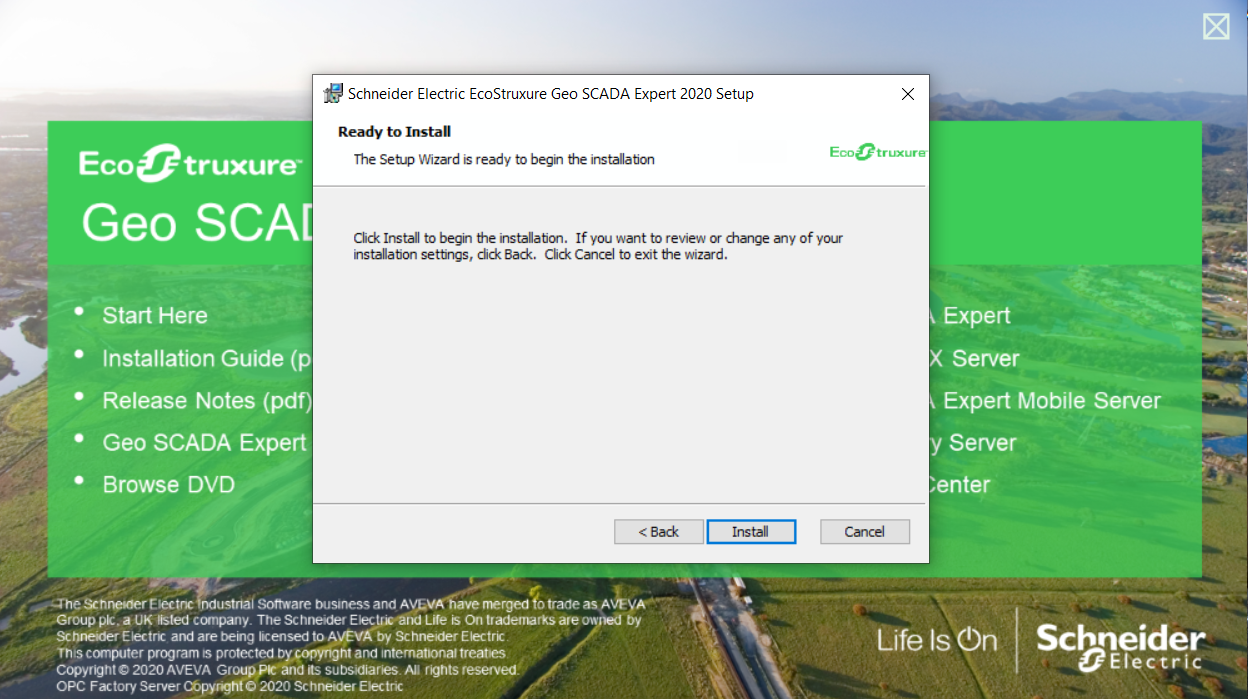 Schneider Electric EcoStruxure Geo SCADA Expert 2020 Setup
Ready to Install
The Setup Wizard is ready to begin the installation
EcoStruxure
Click Install to begin the installation. If you want to review or change any of your
installation settings, click Back. Click Cancel to exit the wizard.
< Back
Install
Cancel
EcoStruxure™
Geo SCAD
• Start Here
• Installation Guide (p
• Release Notes (pdf)
• Geo SCADA Expert
• Browse DVD
A Expert
X Server
A Expert Mobile Server
y Server
Center
The Schneider Electric industrial Software business and AVEVA have merged to trade as AVEVA
Group plc, a UK listed company. The Schneider Electric and Life is On trademarks are owned by
Schneider Electric and are being licensed to AVEVA by Schneider Electric.
This computer program is protected by copyright and international treaties.
Copyright © 2020 AVEVA Group Plc and its subsidiaries. All rights reserved.
OPC Factory Server Copyright © 2020 Schneider Electric
Life Is On
Schneider
Electric